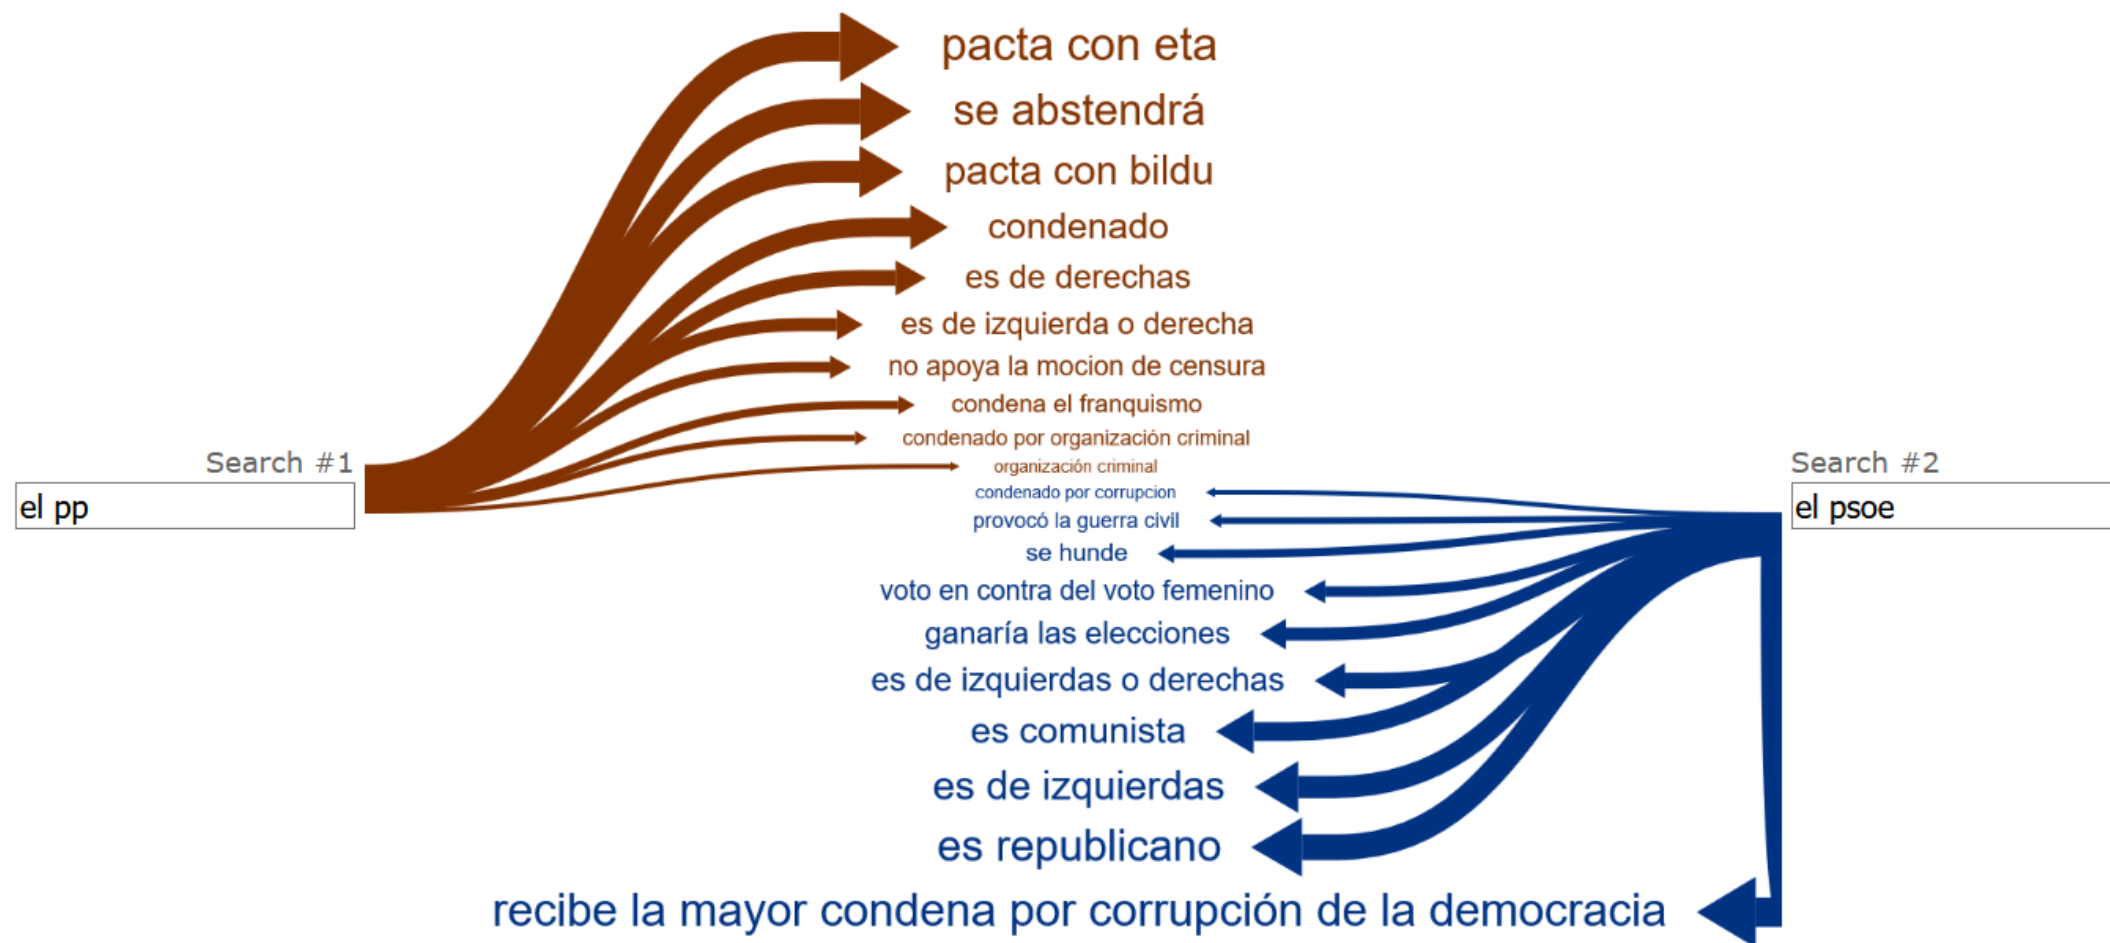 pacta con eta
se abstendrá
pacta con bildu
condenado
es de derechas
es de izquierda o derecha
no apoya la mocion de censura
condena el franquismo
condenado por organización criminal
organización criminal
Search #1
el pp
Search #2
el psoe
condenado por corrupcion
provocó la guerra civil
se hunde
voto en contra del voto femenino
ganaría las elecciones
es de izquierdas o derechas
es comunista
es de izquierdas
es republicano
recibe la mayor condena por corrupción de la democracia